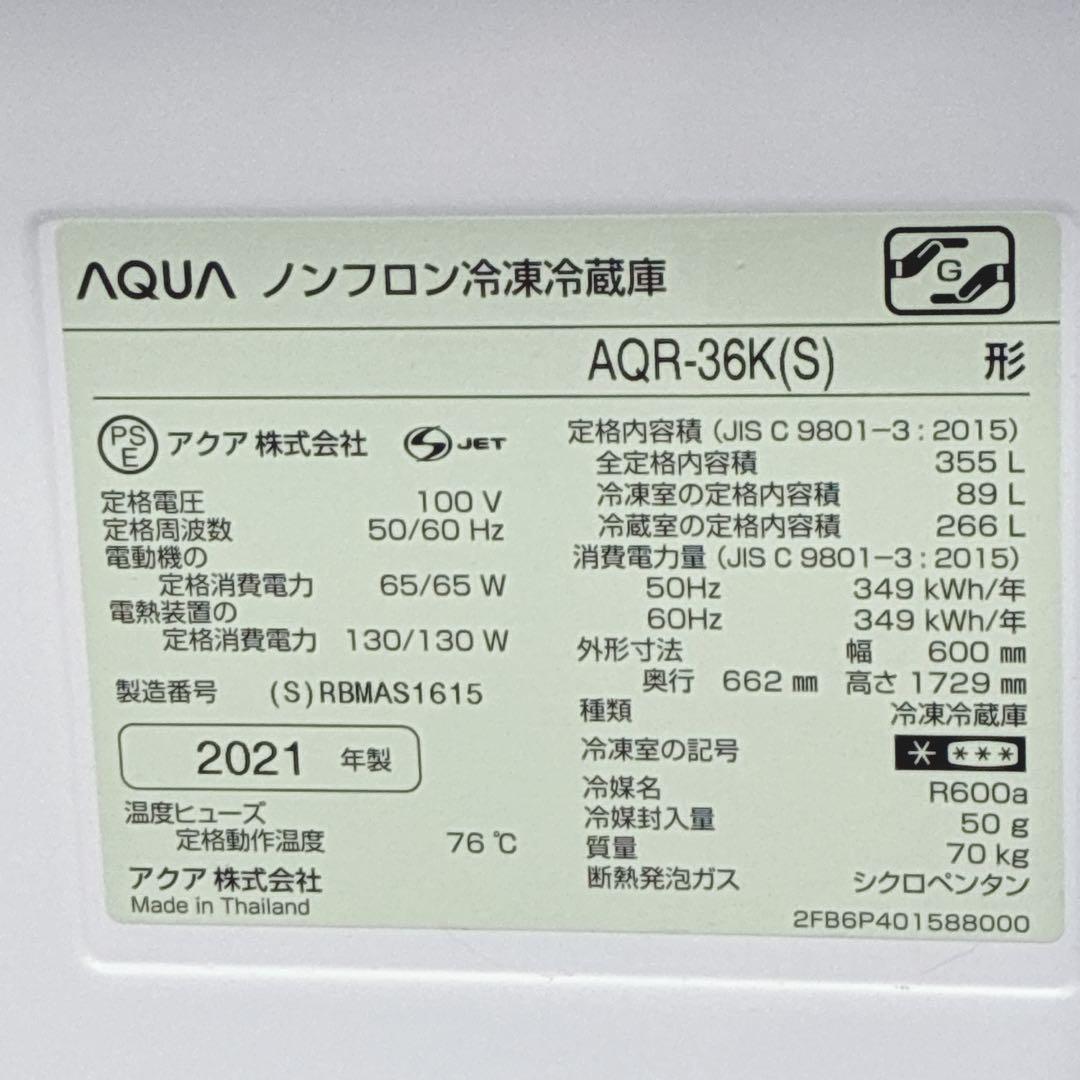 AQUA ノンフロン冷凍冷蔵庫
G
AQR-36K(S) 形
PS E アクア 株式会社 S JET
定格電圧 100 V
定格周波数 50/60 Hz
電動機の
定格消費電力 65/65 W
電熱装置の
定格消費電力 130/130 W
製造番号 (S)RBMAS1615
2021 年製
温度ヒューズ
定格動作温度 76 ℃
アクア 株式会社
Made in Thailand
定格内容積 (JIS C 9801-3 : 2015)
全定格内容積 355 L
冷凍室の定格内容積 89 L
冷蔵室の定格内容積 266 L
消費電力量 (JIS C 9801-3 : 2015)
50Hz 349 kWh/年
60Hz 349 kWh/年
外形寸法 幅 600 ㎜
奥行 662 ㎜ 高さ 1729 ㎜
種類 冷凍冷蔵庫
冷凍室の記号 * ***
冷媒名 R600a
冷媒封入量 50 g
質量 70 kg
断熱発泡ガス シクロペンタン
2FB6P401588000